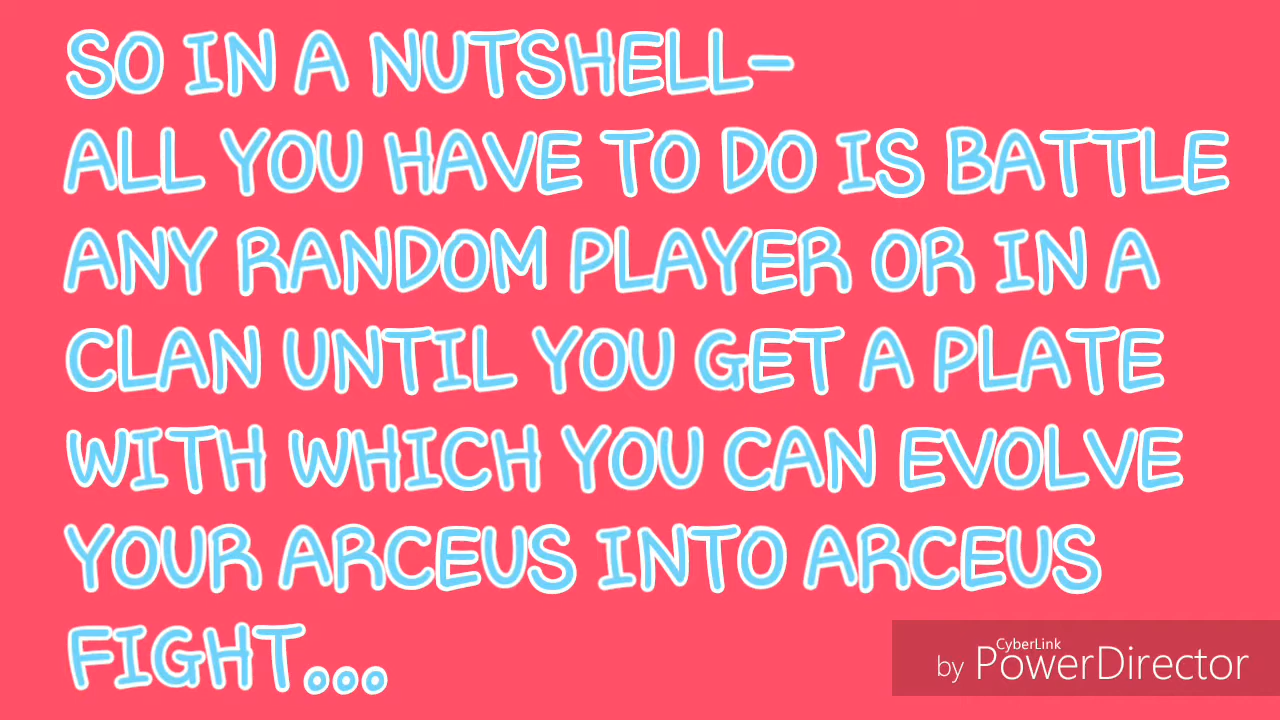 SO IN A NUTSHELL-
ALL YOU HAVE TO DO IS BATTLE
ANY RANDOM PLAYER OR IN A
CLAN UNTIL YOU GET A PLATE
WITH WHICH YOU CAN EVOLVE
YOUR ARCEUS INTO ARCEUS
FIGHT...
CyberLink
by PowerDirector